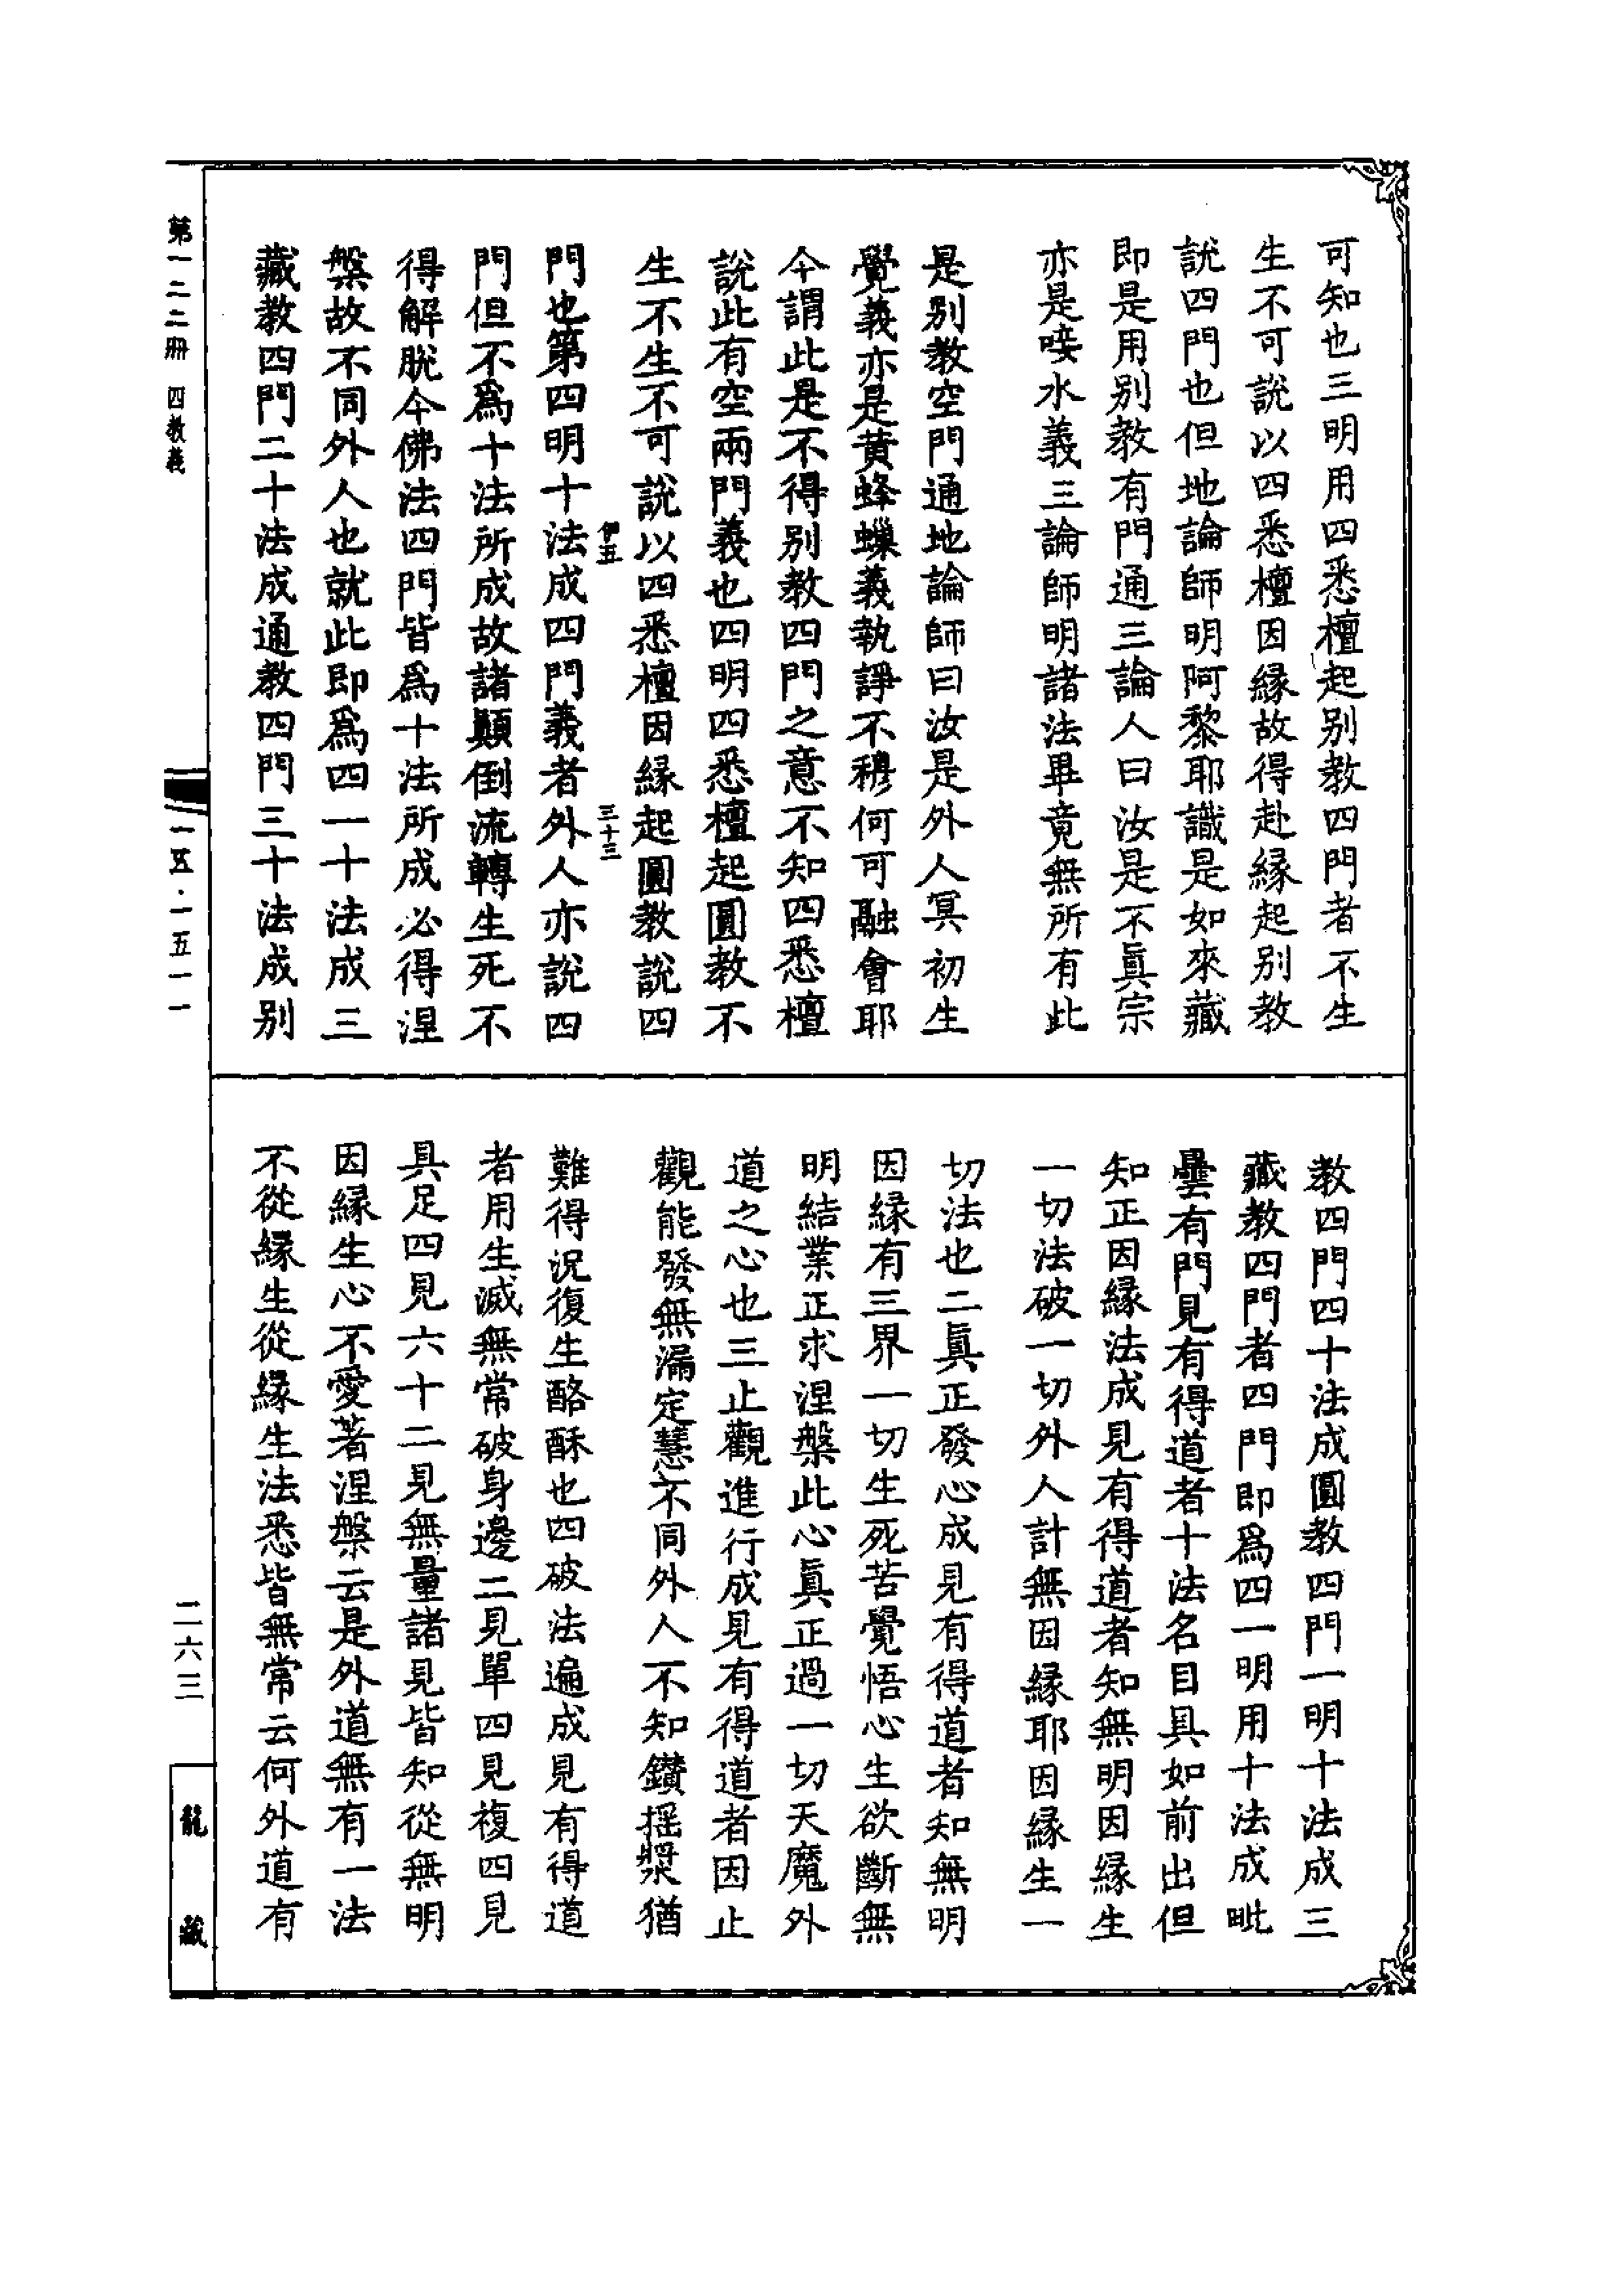 可知也三明用四悉檀起别教四門者不生
生不可說以四悉檀因緣故得赴緣起别教
說四門也但地論師明阿黎耶識是如來藏
即是用别教有門通三論人曰汝是不眞宗
亦是唼水義三論師明諸法畢竟無所有此
是别教空門通地論師曰汝是外人冥初生
覺義亦是黄蜂蠟義執諍不穆何可融會耶
今謂此是不得别教四門之意不知四悉檀
說此有空兩門義也四明四悉檀起圓教不
生不生不可說以四悉檀因緣起圓教說四
伊五 三十三
門也第四明十法成四門義者外人亦說四
門但不爲十法所成故諸顛倒流轉生死不
得解脫今佛法四門皆爲十法所成必得涅
槃故不同外人也就此即爲四一十法成三
藏教四門二十法成通教四門三十法成别
教四門四十法成圓教四門一明十法成三
藏教四門者四門即爲四一明用十法成毗
曇有門見有得道者十法名目具如前出但
知正因緣法成見有得道者知無明因緣生
一切法破一切外人計無因緣耶因緣生一
切法也二眞正發心成見有得道者知無明
因緣有三界一切生死苦覺悟心生欲斷無
明結業正求涅槃此心眞正過一切天魔外
道之心也三止觀進行成見有得道者因止
觀能發無漏定慧不同外人不知鑽摇漿猶
難得況復生酪酥也四破法遍成見有得道
者用生滅無常破身邊二見單四見複四見
具足四見六十二見無量諸見皆知從無明
因緣生心不愛著涅槃云是外道無有一法
不從緣生從緣生法悉皆無常云何外道有
第一二二册 四教義
一五·一五一一
二六三
龍藏